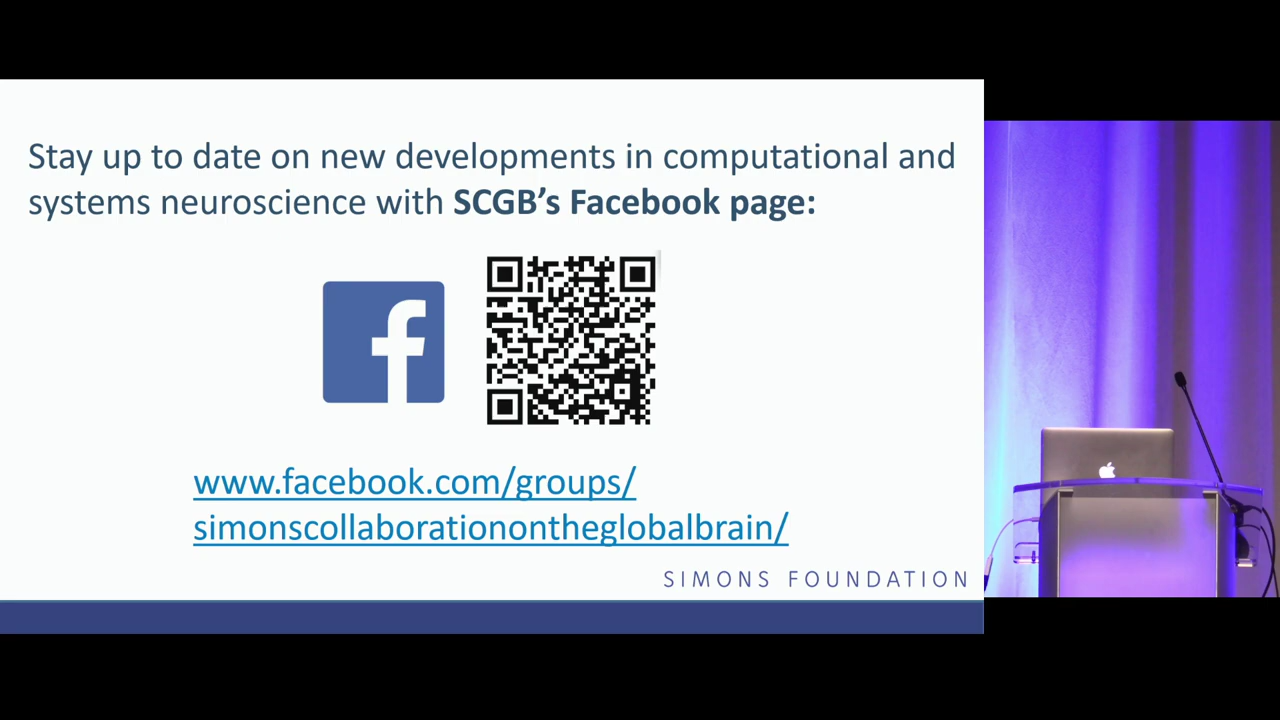 Stay up to date on new developments in computational and
systems neuroscience with SCGB's Facebook page:
www.facebook.com/groups/
simonscollaborationontheglobalbrain/
SIMONS FOUNDATION